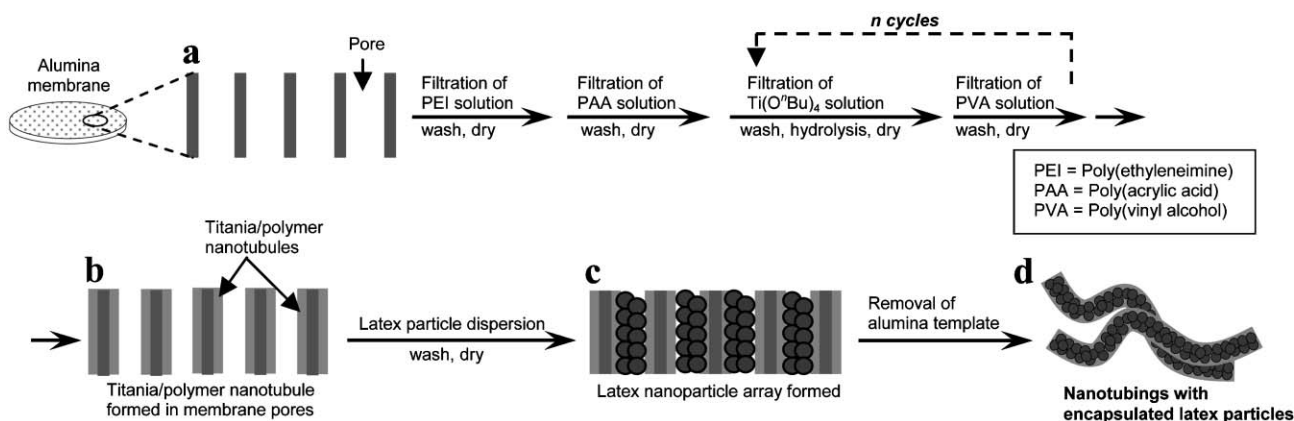 n cycles
a
Pore
Alumina
membrane
Filtration of
PEI solution
wash, dry
Filtration of
PAA solution
wash, dry
Filtration of
Ti(OⁿBu)₄ solution
wash, hydrolysis, dry
Filtration of
PVA solution
wash, dry
PEI = Poly(ethyleneimine)
PAA = Poly(acrylic acid)
PVA = Poly(vinyl alcohol)
b
Titania/polymer
nanotubules
Titania/polymer nanotubule
formed in membrane pores
Latex particle dispersion
wash, dry
c
Latex nanoparticle array formed
Removal of
alumina template
d
Nanotubings with
encapsulated latex particles